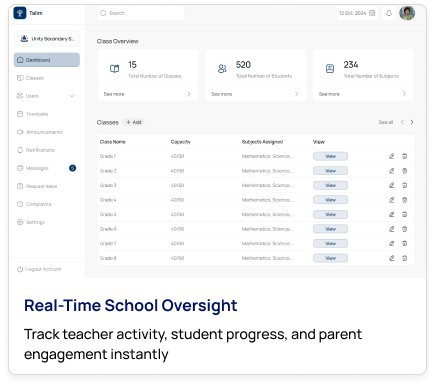 Talim
Search
12 Oct, 2024
Unity Secondary S...
Dashboard
Classes
Users
Timetable
Announcements
Notifications
Messages
5
Request leave
Complaints
Settings
Logout Account
Class Overview
15
Total Number of Classes
See more
520
Total Number of Students
See more
234
Total Number of Subjects
See more
Classes + Add
See all
Class Name Capacity Subjects Assigned View
Grade 1 40/50 Mathematics, Science,... View
Grade 2 40/50 Mathematics, Science,... View
Grade 3 40/50 Mathematics, Science,... View
Grade 4 40/50 Mathematics, Science,... View
Grade 5 40/50 Mathematics, Science,... View
Grade 6 40/50 Mathematics, Science,... View
Grade 7 40/50 Mathematics, Science,... View
Grade 8 40/50 Mathematics, Science,... View
Real-Time School Oversight
Track teacher activity, student progress, and parent
engagement instantly